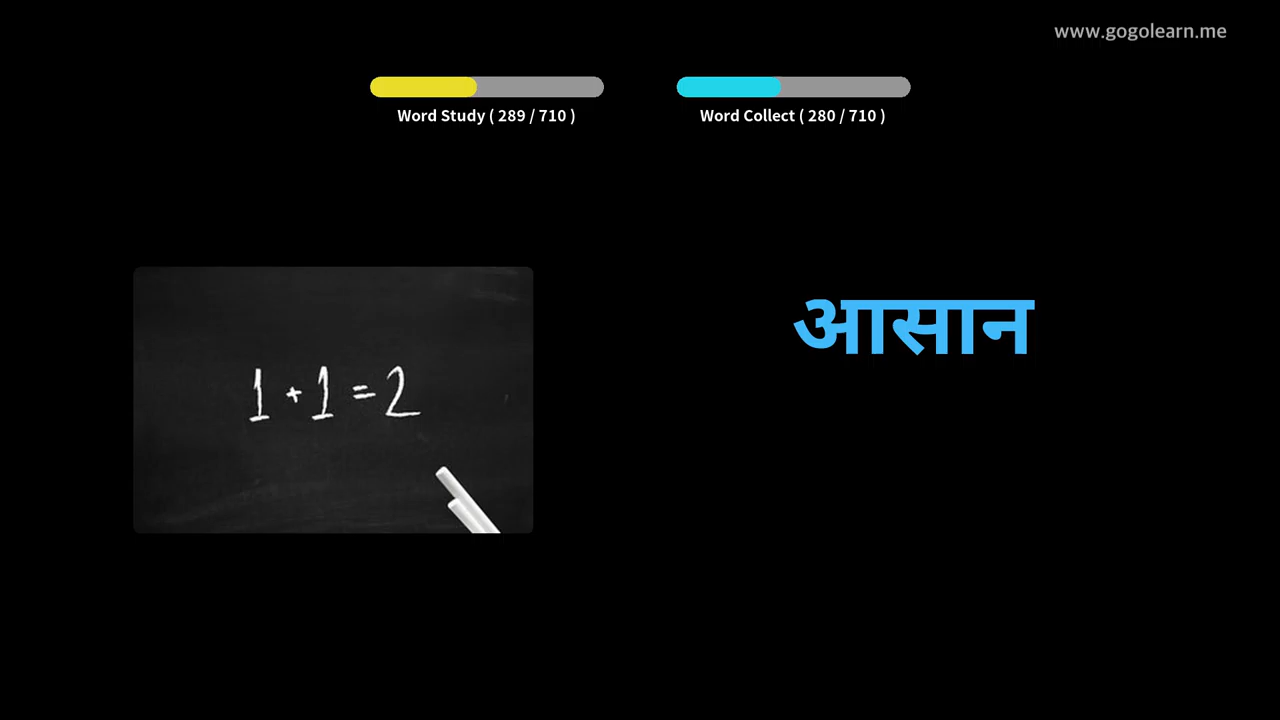 www.gogolearn.me
Word Study ( 289 / 710 )
Word Collect ( 280 / 710 )
1 + 1 = 2
आसान